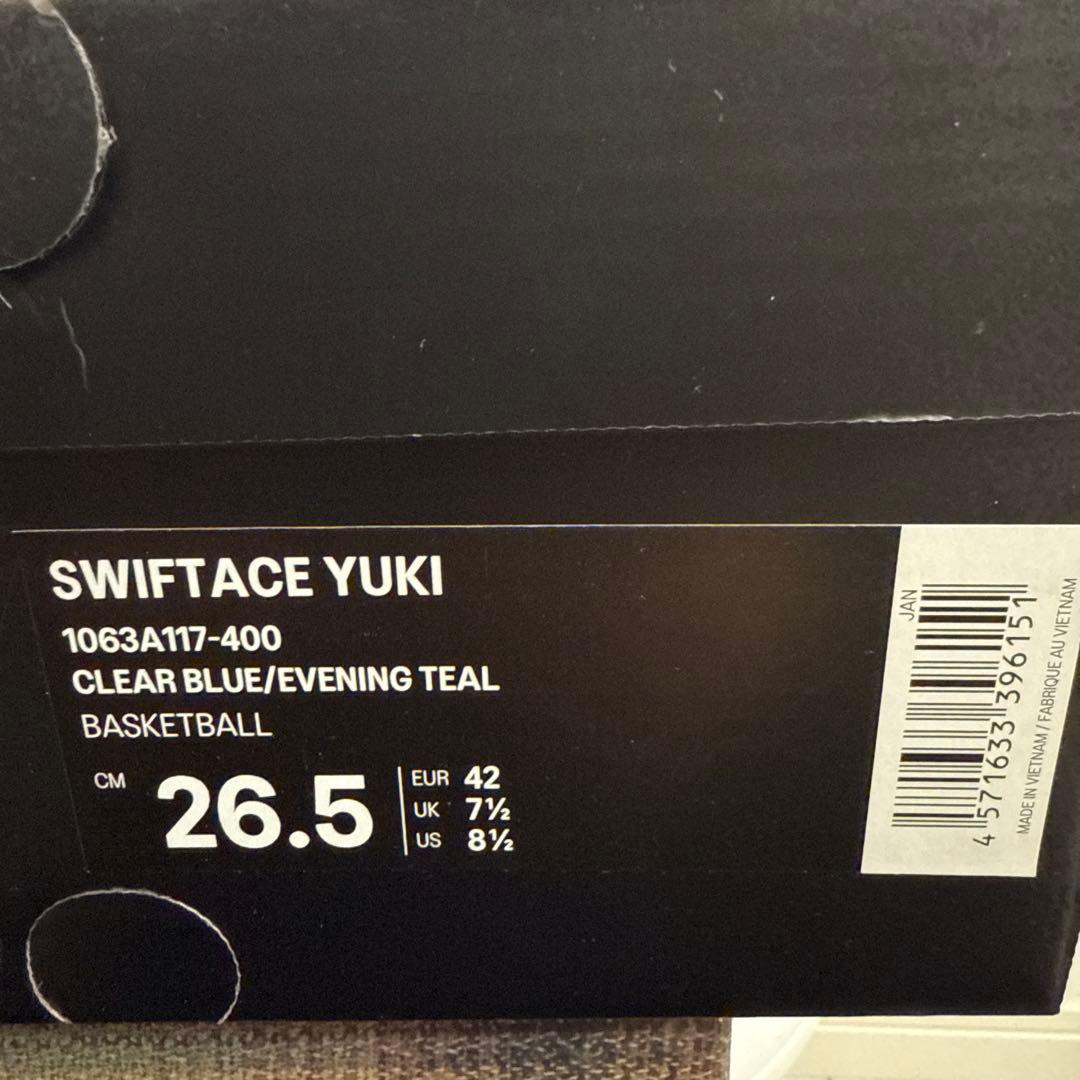 SWIFTACE YUKI
1063A117-400
CLEAR BLUE/EVENING TEAL
BASKETBALL
CM 26.5
EUR 42
UK 7½
US 8½
JAN
4 571633 396151
MADE IN VIETNAM / FABRIQUE AU VIETNAM